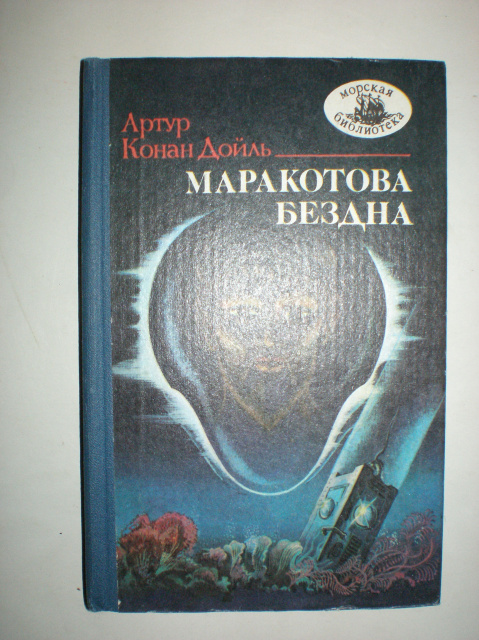 морская
библиотека
Артур
Конан Дойль
МАРАКОТОВА
БЕЗДНА